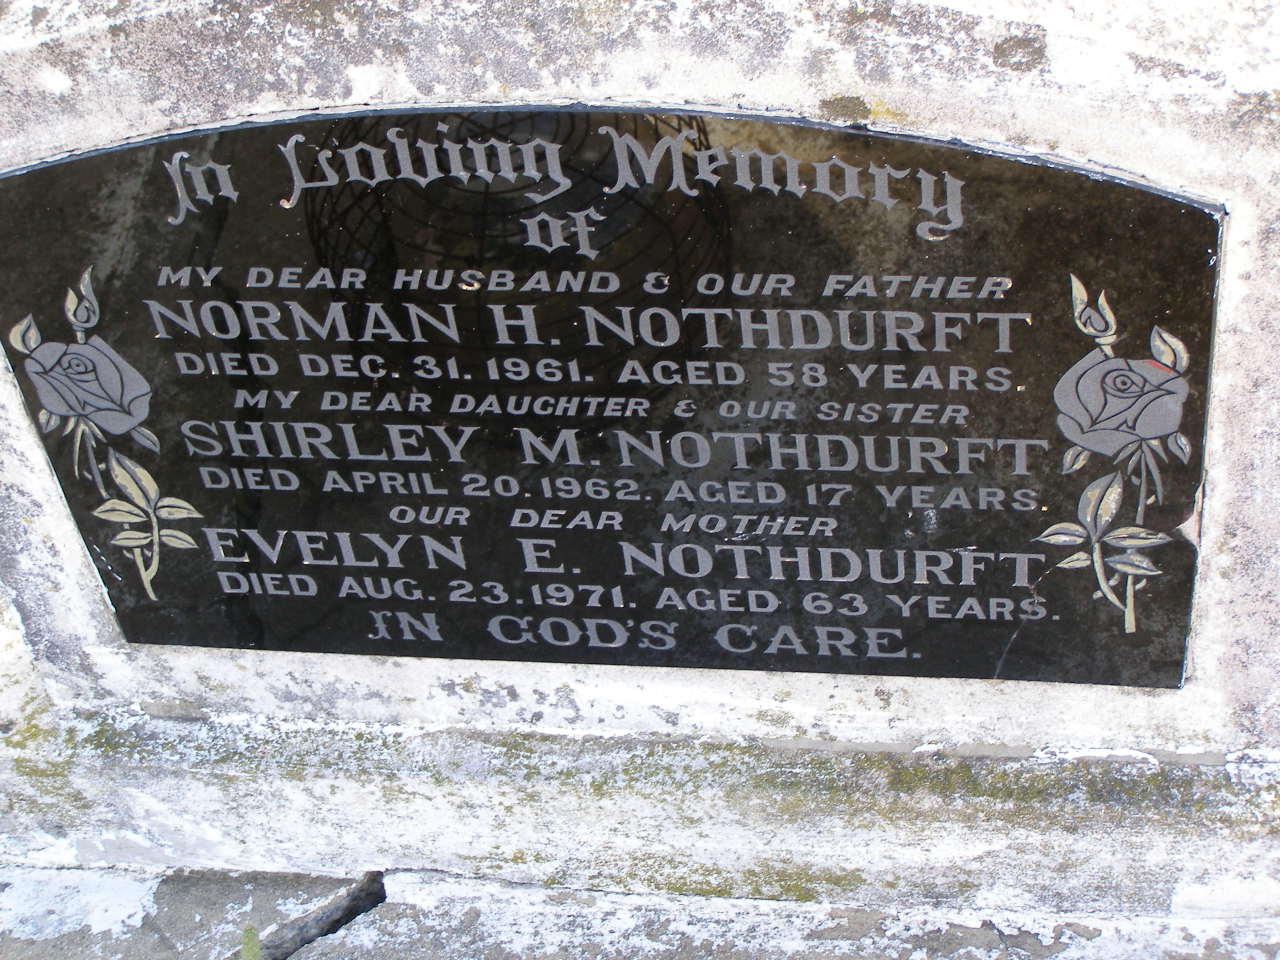 In Loving Memory
of
MY DEAR HUSBAND & OUR FATHER
NORMAN H. NOTHDURFT
DIED DEC. 31. 1961. AGED 58 YEARS.
MY DEAR DAUGHTER & OUR SISTER
SHIRLEY M. NOTHDURFT
DIED APRIL 20. 1962. AGED 17 YEARS.
OUR DEAR MOTHER
EVELYN E. NOTHDURFT
DIED AUG. 23. 1971. AGED 63 YEARS.
IN GOD'S CARE.